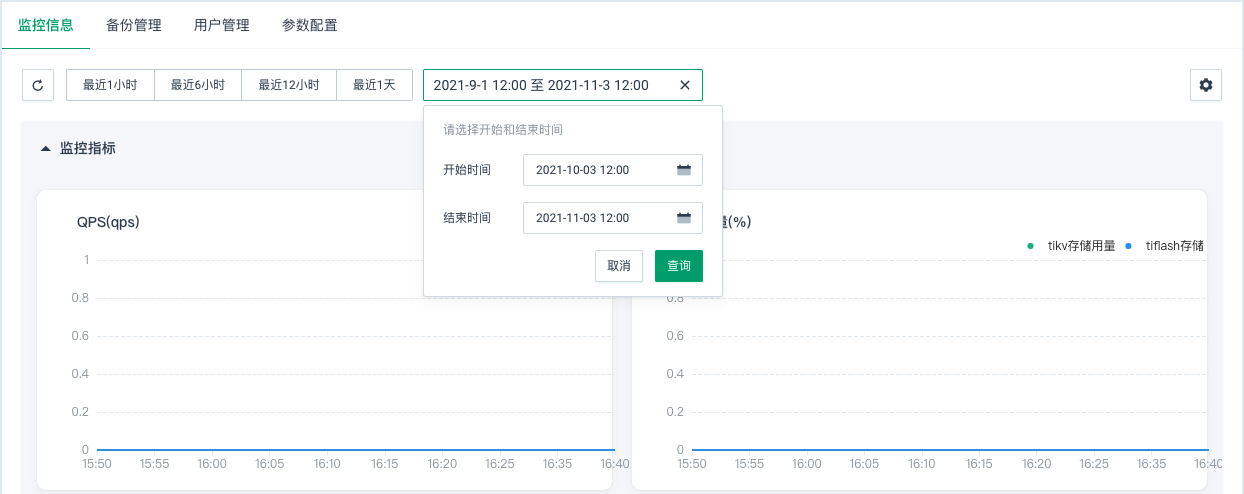 监控信息 备份管理 用户管理 参数配置
最近1小时 最近6小时 最近12小时 最近1天 2021-9-1 12:00 至 2021-11-3 12:00
请选择开始和结束时间
监控指标
开始时间 2021-10-03 12:00
结束时间 2021-11-03 12:00
取消 查询
QPS(qps)
1
0.8
0.6
0.4
0.2
0
15:50 15:55 16:00 16:05 16:10 16:15 16:20 16:25 16:35 16:40
量(%)
tikv存储用量 tiflash存储
0.8
0.6
0.4
0.2
0
15:50 15:55 16:00 16:05 16:10 16:15 16:20 16:25 16:35 16:40